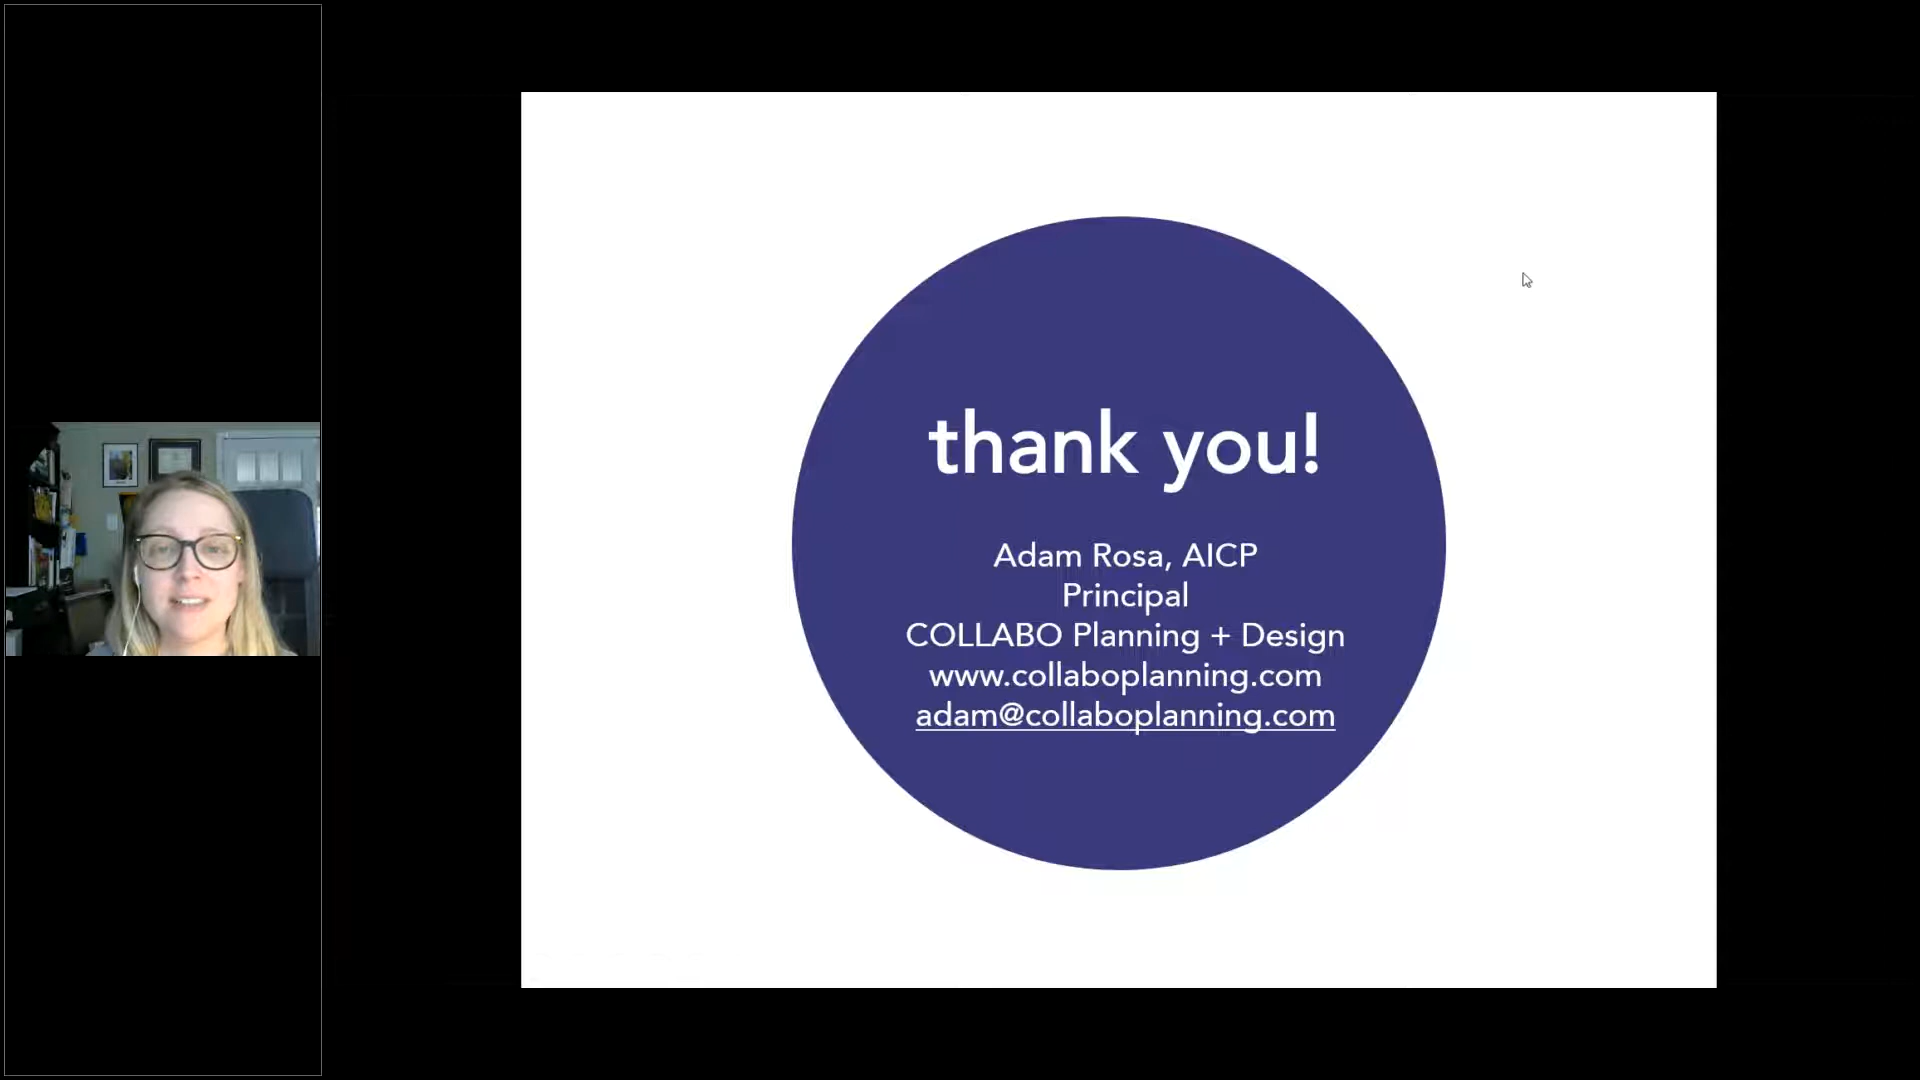 thank you!
Adam Rosa, AICP
Principal
COLLABO Planning + Design
www.collaboplanning.com
adam@collaboplanning.com